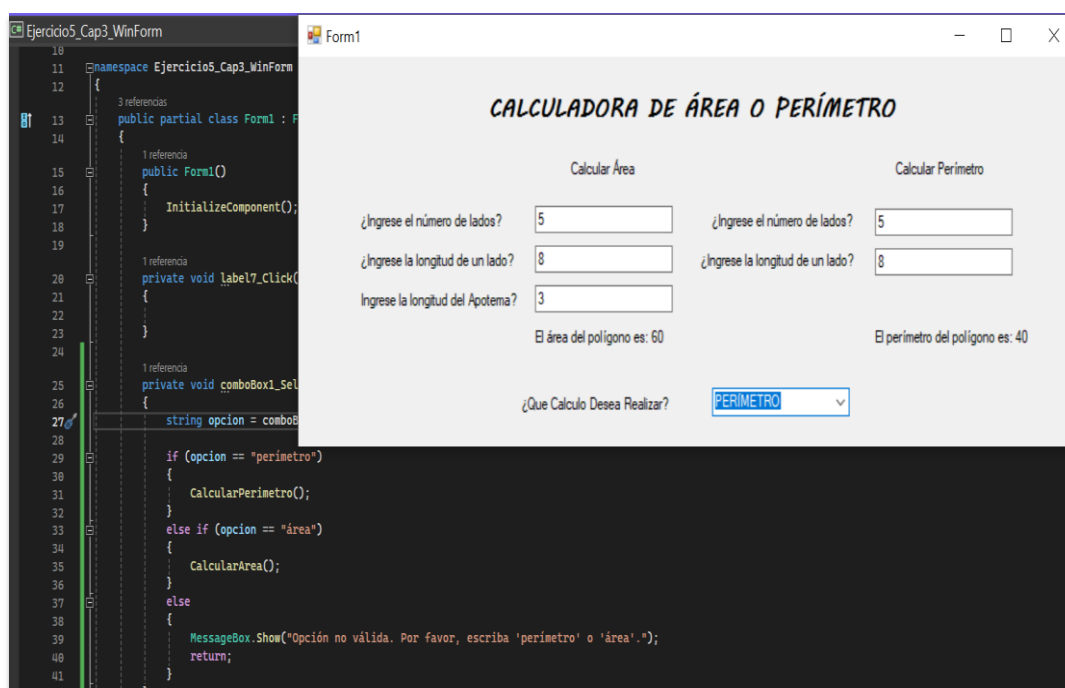 Ejercicio5_Cap3_WinForm
10
11 namespace Ejercicio5_Cap3_WinForm
12 {
3 referencias
13 public partial class Form1 : F
14 {
1 referencia
15 public Form1()
16 {
17 InitializeComponent();
18 }
19
1 referencia
20 private void label7_Click(
21 {
22
23 }
24
1 referencia
25 private void comboBox1_Sel
26 {
27 string opcion = comboB
28
29 if (opcion == "perímetro")
30 {
31 CalcularPerimetro();
32 }
33 else if (opcion == "área")
34 {
35 CalcularArea();
36 }
37 else
38 {
39 MessageBox.Show("Opción no válida. Por favor, escriba 'perímetro' o 'área'.");
40 return;
41 }
Form1
CALCULADORA DE ÁREA O PERÍMETRO
Calcular Área Calcular Perimetro
¿Ingrese el número de lados? 5 ¿Ingrese la número de lados? 5
¿Ingrese la longitud de un lado? 8 ¿Ingrese la longitud de un lado? 8
Ingrese la longitud del Apotema? 3
El área del polígono es: 60 El perímetro del polígono es: 40
¿Que Calculo Desea Realizar? PERÍMETRO